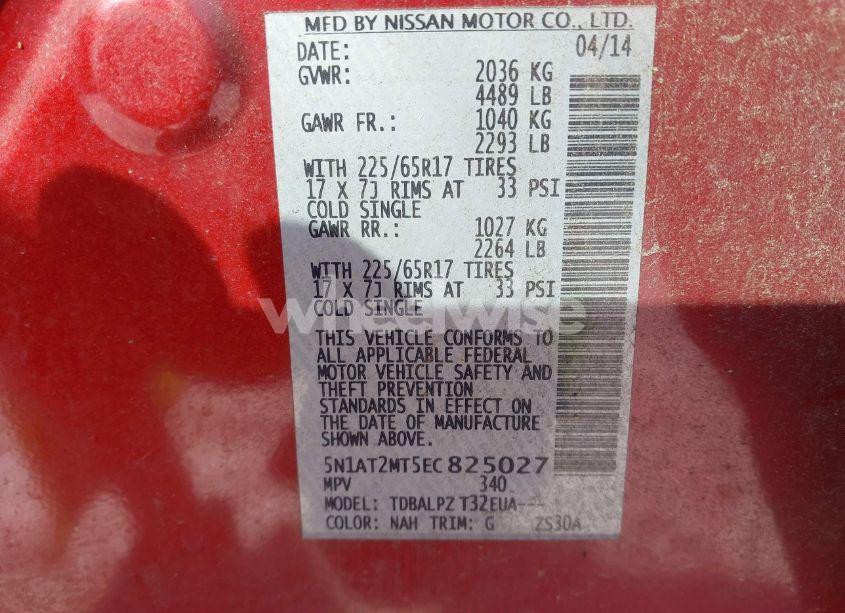 MFD BY NISSAN MOTOR CO., LTD.
DATE: 04/14
GVWR: 2036 KG
4489 LB
GAWR FR.: 1040 KG
2293 LB
WITH 225/65R17 TIRES
17 X 7J RIMS AT 33 PSI
COLD SINGLE
GAWR RR.: 1027 KG
2264 LB
WITH 225/65R17 TIRES
17 X 7J RIMS AT 33 PSI
COLD SINGLE
wheelwise
THIS VEHICLE CONFORMS TO
ALL APPLICABLE FEDERAL
MOTOR VEHICLE SAFETY AND
THEFT PREVENTION
STANDARDS IN EFFECT ON
THE DATE OF MANUFACTURE
SHOWN ABOVE.
5N1AT2MT5EC825027
MPV 340
MODEL: TDBALPZ T32EUA---
COLOR: NAH TRIM: G ZS30A